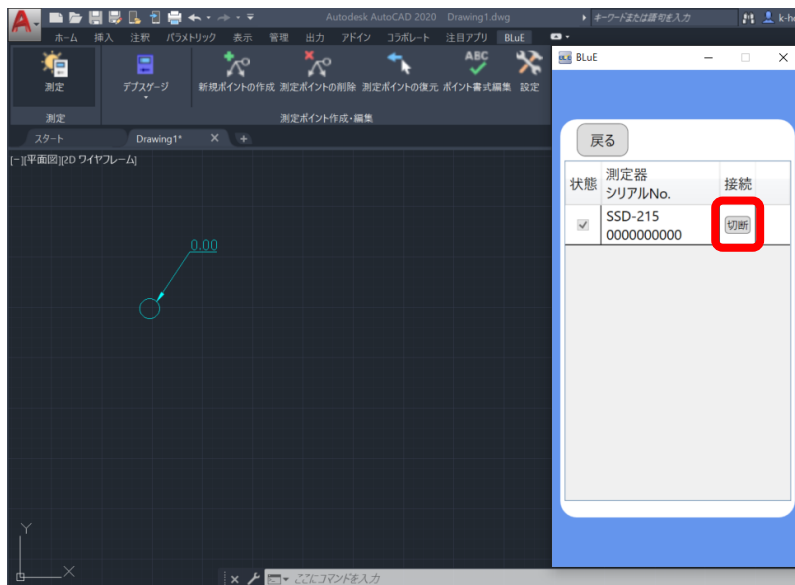 Autodesk AutoCAD 2020 Drawing1.dwg
キーワードまたは語句を入力
ホーム 挿入 注釈 パラメトリック 表示 管理 出力 アドイン コラボレート 注目アプリ BLuE
測定
デプスゲージ
新規ポイントの作成 測定ポイントの削除 測定ポイントの復元 ポイント書式編集 設定
ABC
測定
測定ポイント作成・編集
スタート Drawing1* × +
[−][平面図][2D ワイヤフレーム]
0.00
Y
X
ここにコマンドを入力
BLuE
戻る
状態 測定器 接続
シリアルNo.
SSD-215
0000000000
切断